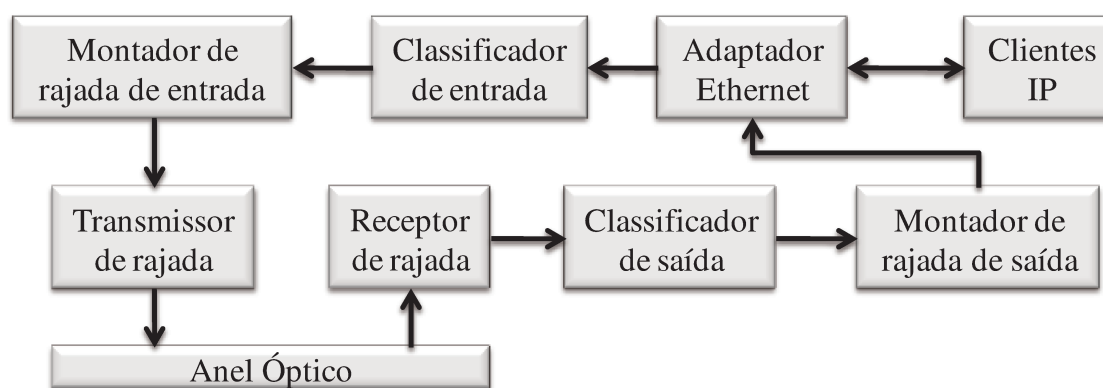 Montador de
rajada de entrada
Classificador
de entrada
Adaptador
Ethernet
Clientes
IP
Transmissor
de rajada
Receptor
de rajada
Classificador
de saída
Montador de
rajada de saída
Anel Óptico